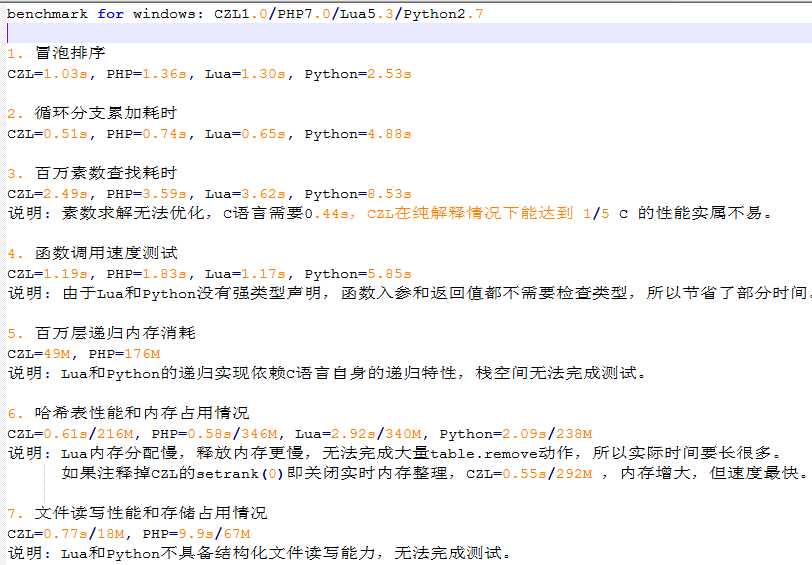 benchmark for windows: CZL1.0/PHP7.0/Lua5.3/Python2.7
1. 冒泡排序
CZL=1.03s, PHP=1.36s, Lua=1.30s, Python=2.53s
2. 循环分支累加耗时
CZL=0.51s, PHP=0.74s, Lua=0.65s, Python=4.88s
3. 百万素数查找耗时
CZL=2.49s, PHP=3.59s, Lua=3.62s, Python=8.53s
说明：素数求解无法优化，C语言需要0.44s，CZL在纯解释情况下能达到 1/5 C 的性能实属不易。
4. 函数调用速度测试
CZL=1.19s, PHP=1.83s, Lua=1.17s, Python=5.85s
说明：由于Lua和Python没有强类型声明，函数入参和返回值都不需要检查类型，所以节省了部分时间。
5. 百万层递归内存消耗
CZL=49M, PHP=176M
说明：Lua和Python的递归实现依赖C语言自身的递归特性，栈空间无法完成测试。
6. 哈希表性能和内存占用情况
CZL=0.61s/216M, PHP=0.58s/346M, Lua=2.92s/340M, Python=2.09s/238M
说明：Lua内存分配慢，释放内存更慢，无法完成大量table.remove动作，所以实际时间要长很多。
如果注释掉CZL的setrank(0)即关闭实时内存整理，CZL=0.55s/292M ，内存增大，但速度最快。
7. 文件读写性能和存储占用情况
CZL=0.77s/18M, PHP=9.9s/67M
说明：Lua和Python不具备结构化文件读写能力，无法完成测试。